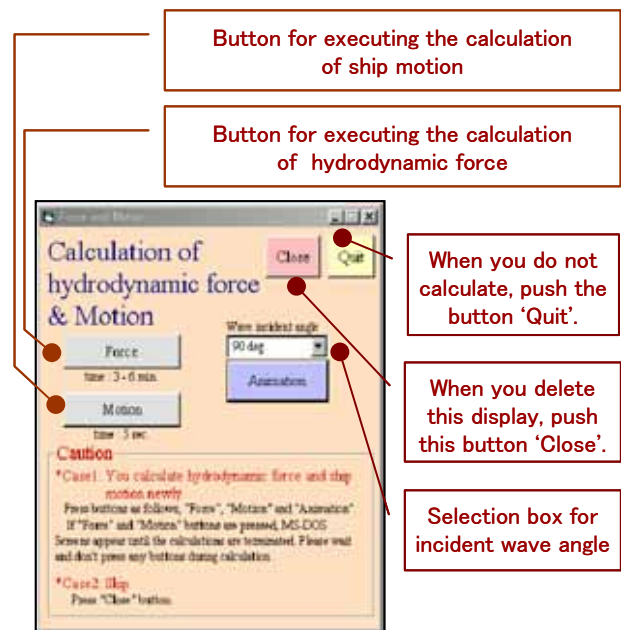 Button for executing the calculation
of ship motion
Button for executing the calculation
of hydrodynamic force
Force and Motion
Calculation of
hydrodynamic force
& Motion
Close
Quit
Wave incident angle
90 deg
Force
time : 3 - 6 min.
Animation
Motion
time : 5 sec.
When you do not
calculate, push the
button ‘Quit’.
When you delete
this display, push
this button ‘Close’.
Selection box for
incident wave angle
Caution
*Case1. You calculate hydrodynamic force and ship
motion newly
Press buttons as follows, "Force", "Motion" and "Animation".
If "Force" and "Motion" buttons are pressed, MS-DOS
Screens appear until the calculations are terminated. Please wait
and don't press any buttons during calculation.
*Case2. Skip
Press "Close" button.